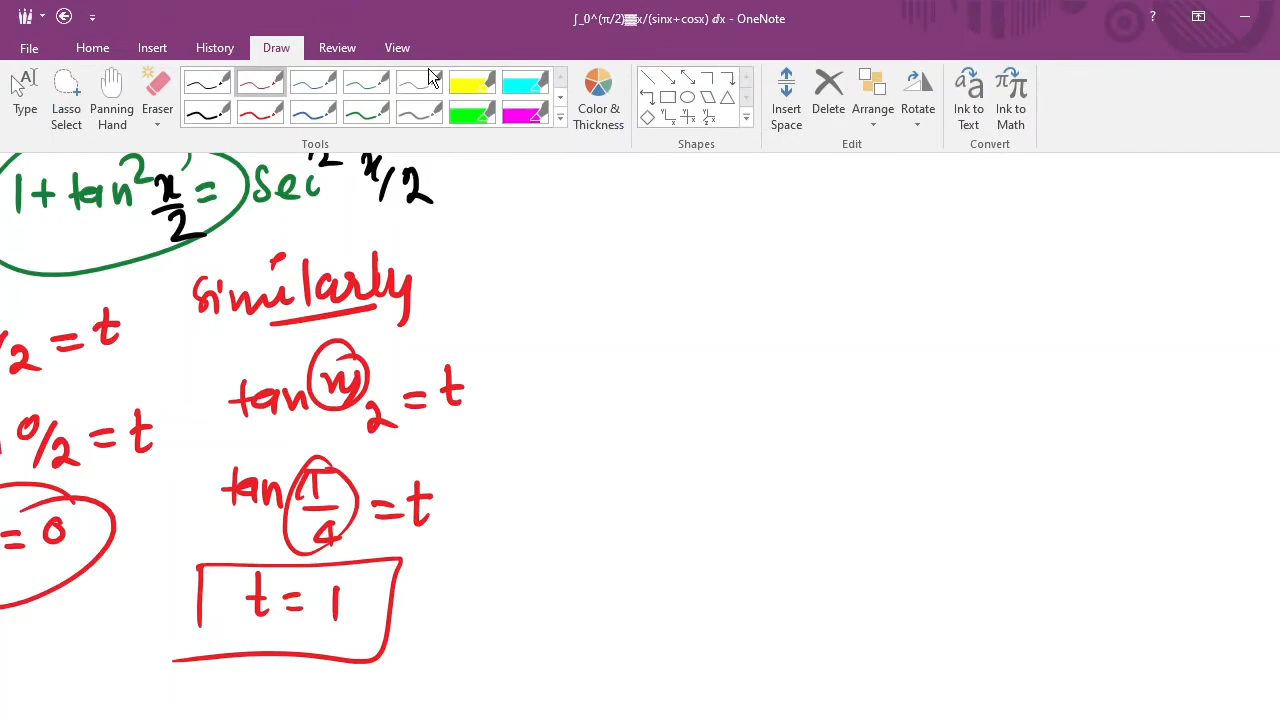 ∫_0^(π/2)▒x/(sinx+cosx) dx - OneNote
File Home Insert History Draw Review View
Type Lasso Select Panning Hand Eraser Color & Thickness Insert Space Delete Arrange Rotate Ink to Text Ink to Math
Tools Shapes Edit Convert
1 + tan² x/2 = sec² x/2
similarly
/2 = t
tan /2 = t
0/2 = t
tan π/4 = t
= 0
t = 1